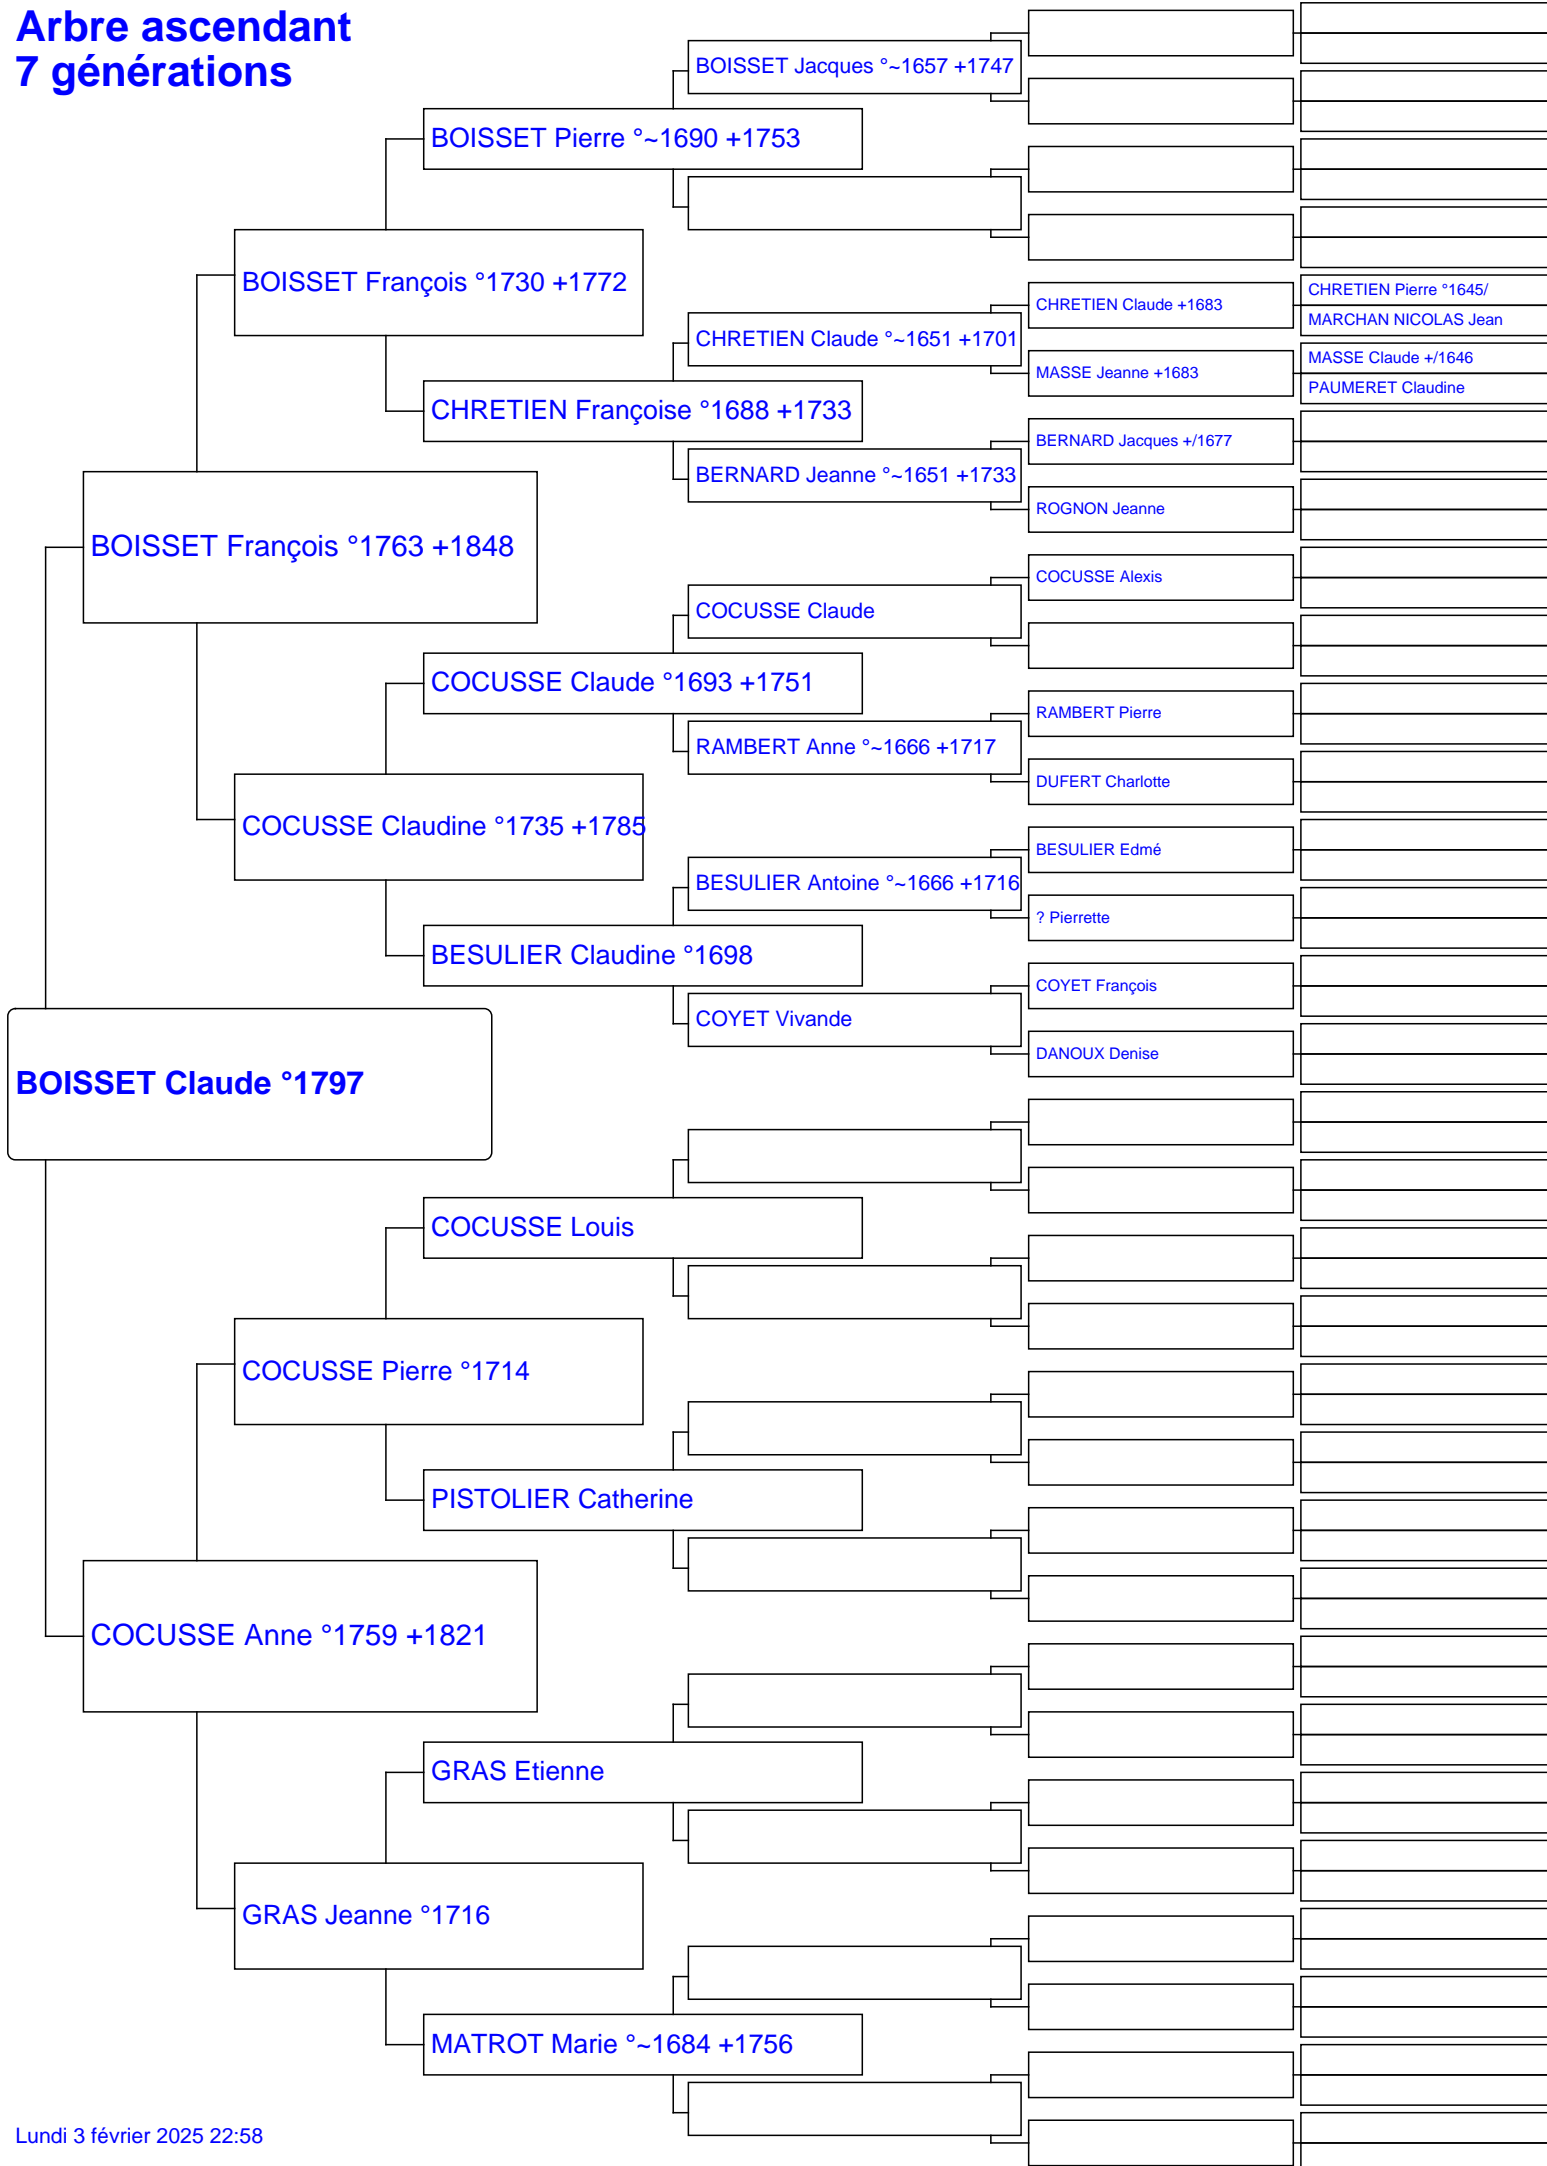 Arbre ascendant
7 générations
BOISSET Jacques °~1657 +1747
BOISSET Pierre °~1690 +1753
BOISSET François °1730 +1772
CHRETIEN Pierre °1645/
CHRETIEN Claude +1683
MARCHAN NICOLAS Jean
CHRETIEN Claude °~1651 +1701
MASSE Claude +/1646
MASSE Jeanne +1683
PAUMERET Claudine
CHRETIEN Françoise °1688 +1733
BERNARD Jacques +/1677
BERNARD Jeanne °~1651 +1733
ROGNON Jeanne
BOISSET François °1763 +1848
COCUSSE Alexis
COCUSSE Claude
COCUSSE Claude °1693 +1751
RAMBERT Pierre
RAMBERT Anne °~1666 +1717
DUFERT Charlotte
COCUSSE Claudine °1735 +1785
BESULIER Edmé
BESULIER Antoine °~1666 +1716
? Pierrette
BESULIER Claudine °1698
COYET François
COYET Vivande
DANOUX Denise
BOISSET Claude °1797
COCUSSE Louis
COCUSSE Pierre °1714
PISTOLIER Catherine
COCUSSE Anne °1759 +1821
GRAS Etienne
GRAS Jeanne °1716
MATROT Marie °~1684 +1756
Lundi 3 février 2025 22:58